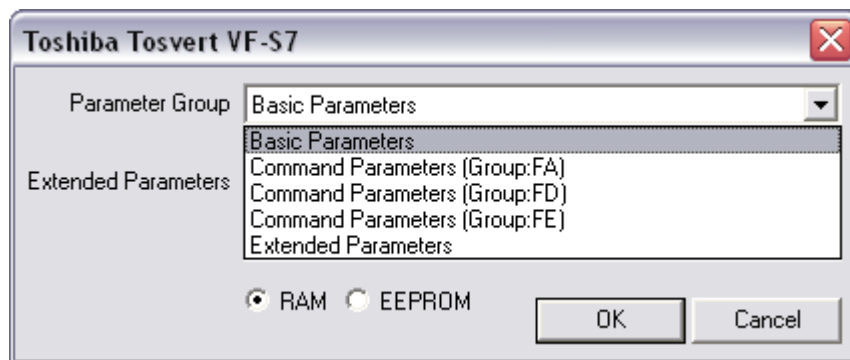 Toshiba Tosvert VF-S7
Parameter Group Basic Parameters
Basic Parameters
Command Parameters (Group:FA)
Extended Parameters Command Parameters (Group:FD)
Command Parameters (Group:FE)
Extended Parameters
RAM EEPROM
OK Cancel